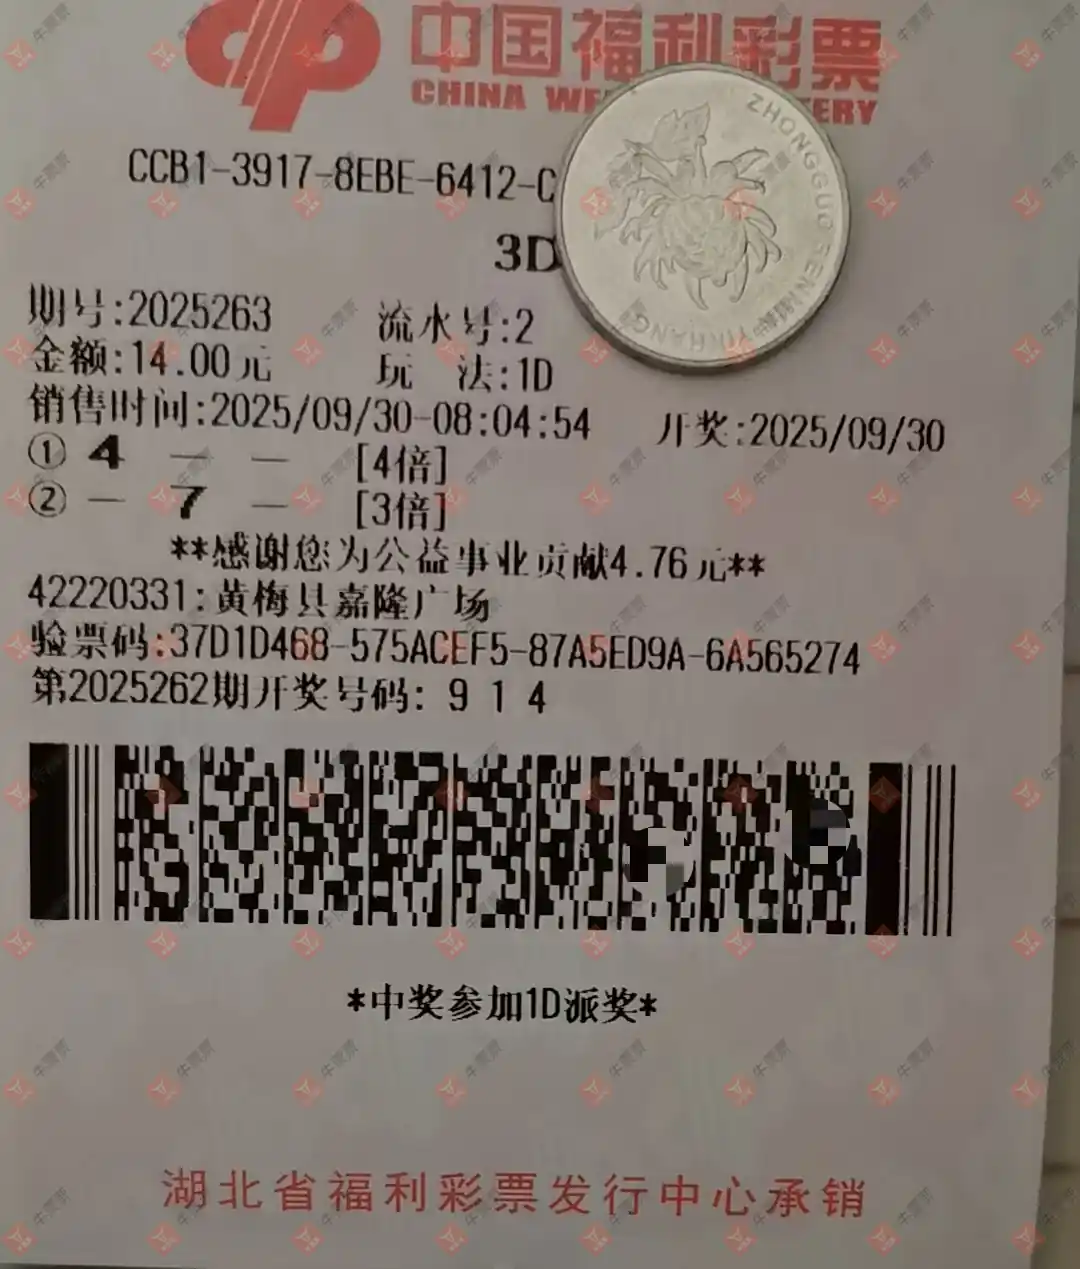 中国福利彩票
CHINA WE ERY
CCB1-3917-8EBE-6412-C
ZHONGGUO RENMIN YINHANG
3D
期号:2025263 流水号:2
金额:14.00元 玩 法:1D
销售时间:2025/09/30-08:04:54 开奖:2025/09/30
① 4 — — [4倍]
② — 7 — [3倍]
**感谢您为公益事业贡献4.76元**
42220331:黄梅县嘉隆广场
验票码:37D1D468-575ACEF5-87A5ED9A-6A565274
第2025262期开奖号码: 9 1 4
*中奖参加1D派奖*
湖北省福利彩票发行中心承销
牛票票